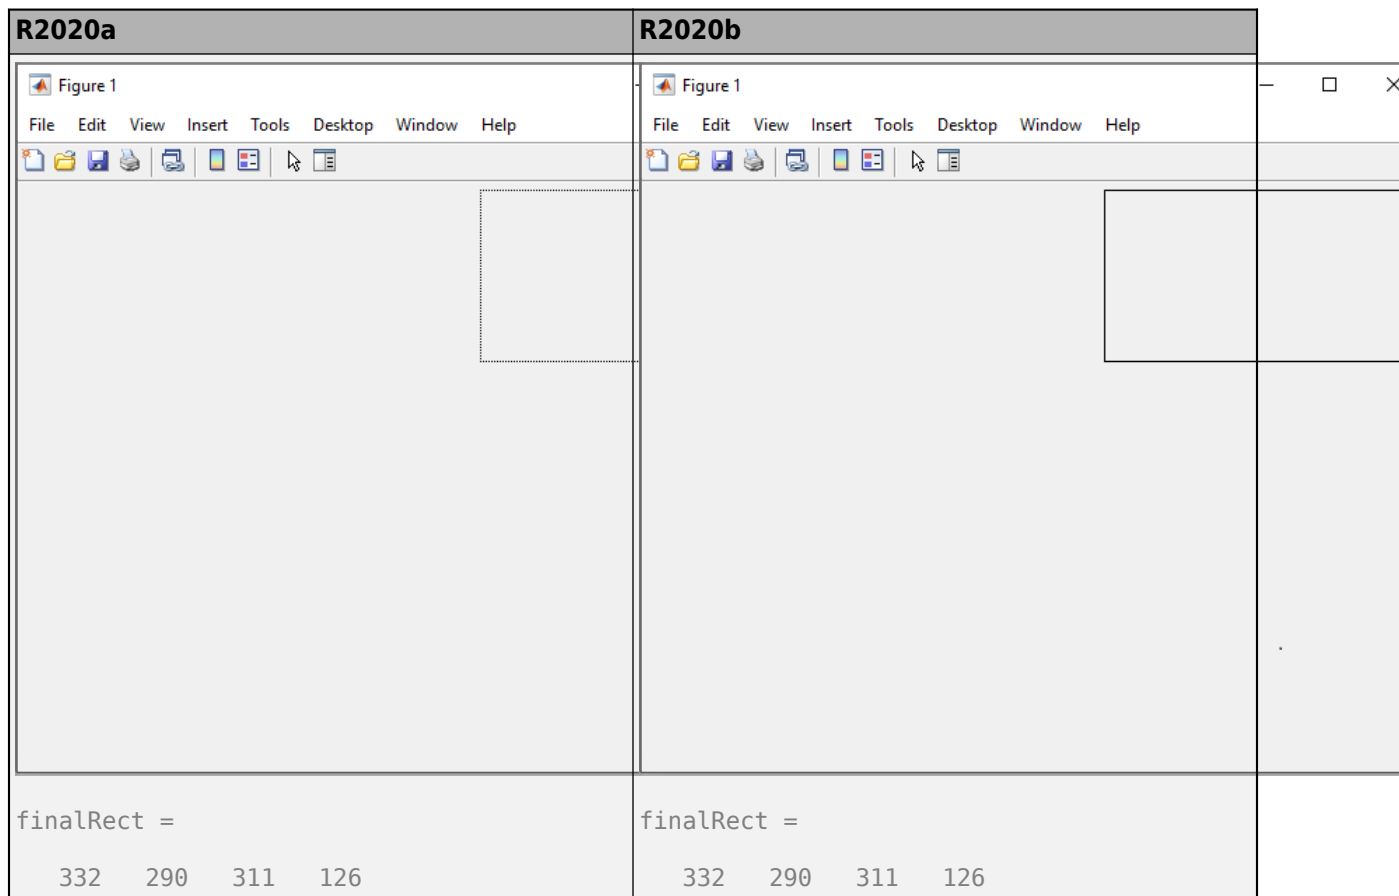 R2020a
R2020b
Figure 1
File Edit View Insert Tools Desktop Window Help
Figure 1
File Edit View Insert Tools Desktop Window Help
finalRect =
332 290 311 126
finalRect =
332 290 311 126